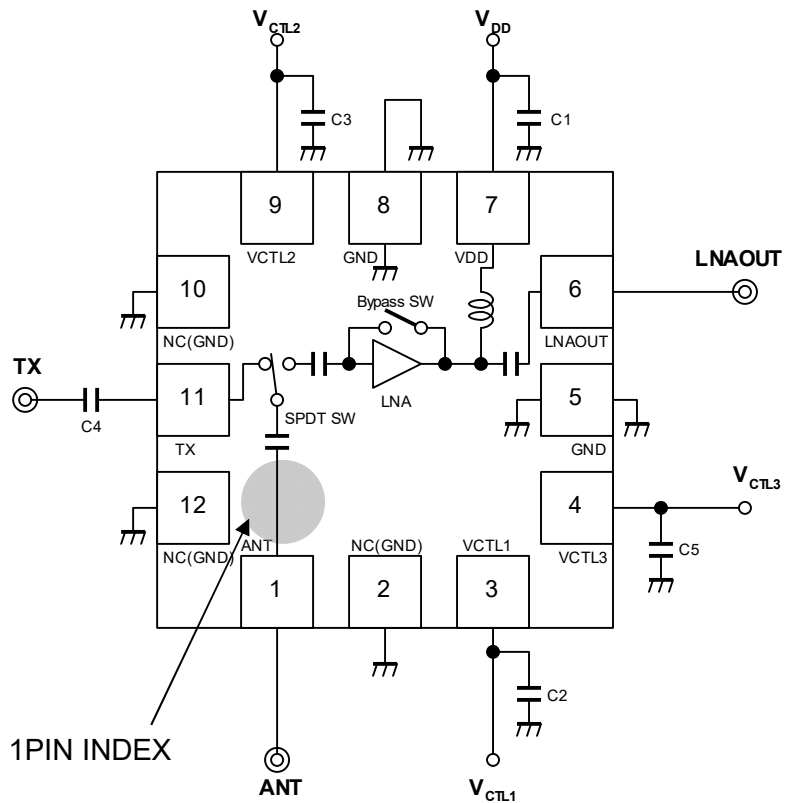 VCTL2
VDD
C3
C1
9
8
7
VCTL2
GND
VDD
LNAOUT
10
6
Bypass SW
NC(GND)
LNAOUT
TX
11
5
LNA
C4
SPDT SW
TX
GND
VCTL3
12
4
NC(GND)
ANT
NC(GND)
VCTL1
VCTL3
C5
1
2
3
C2
1PIN INDEX
ANT
VCTL1